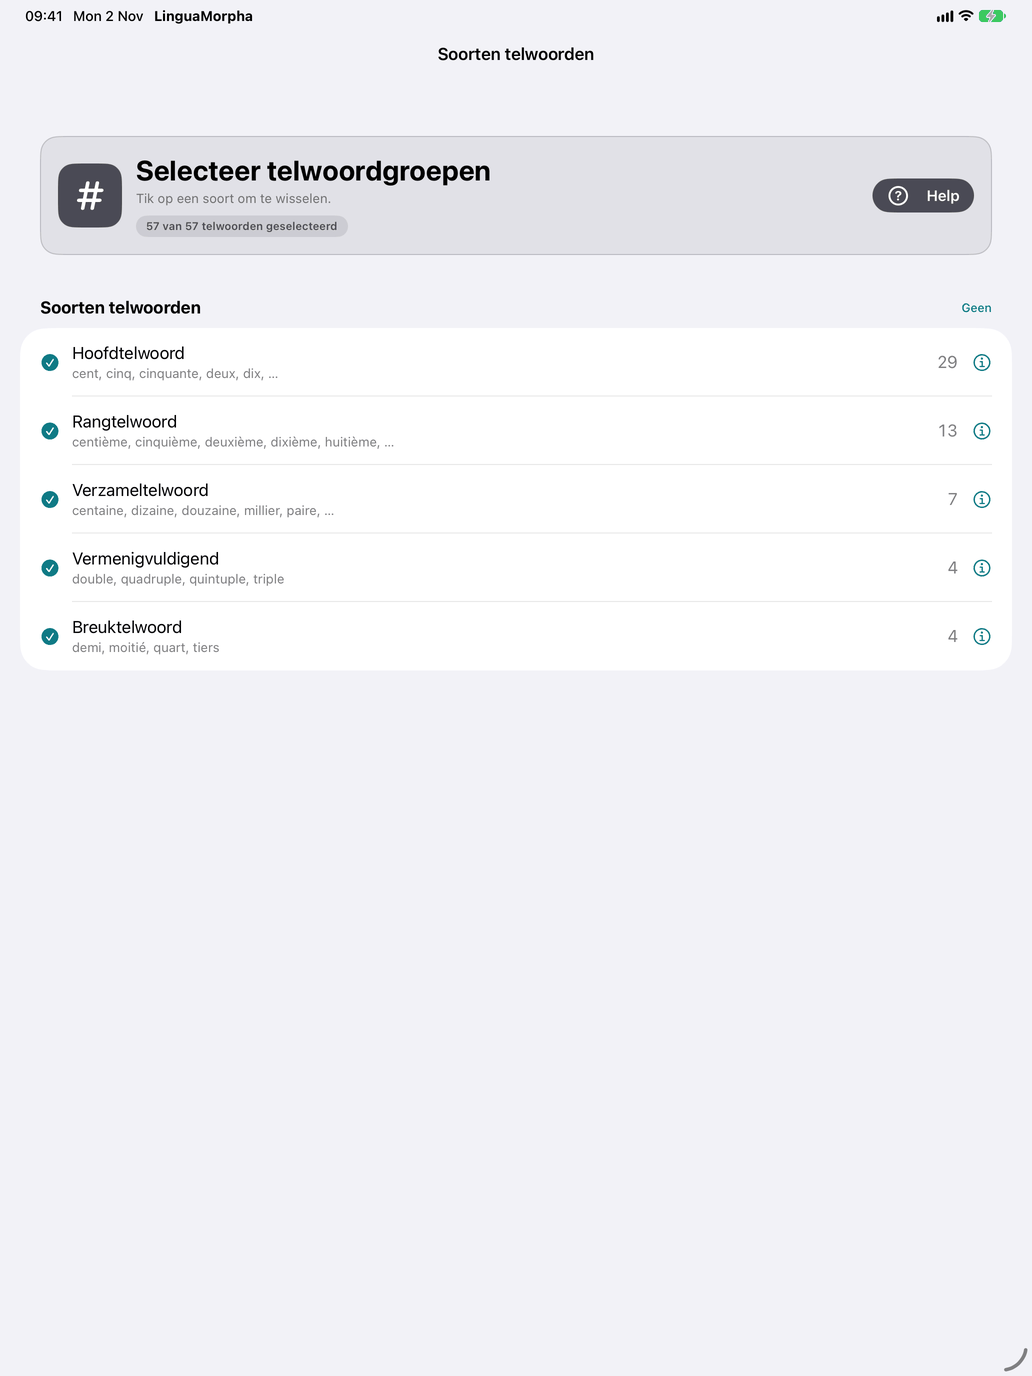 09:41 Mon 2 Nov LinguaMorpha
Soorten telwoorden
#
Selecteer telwoordgroepen
Tik op een soort om te wisselen.
57 van 57 telwoorden geselecteerd
? Help
Soorten telwoorden
Geen
Hoofdtelwoord
cent, cinq, cinquante, deux, dix, ...
29
Rangtelwoord
centième, cinquième, deuxième, dixième, huitième, ...
13
Verzameltelwoord
centaine, dizaine, douzaine, millier, paire, ...
7
Vermenigvuldigend
double, quadruple, quintuple, triple
4
Breuktelwoord
demi, moitié, quart, tiers
4